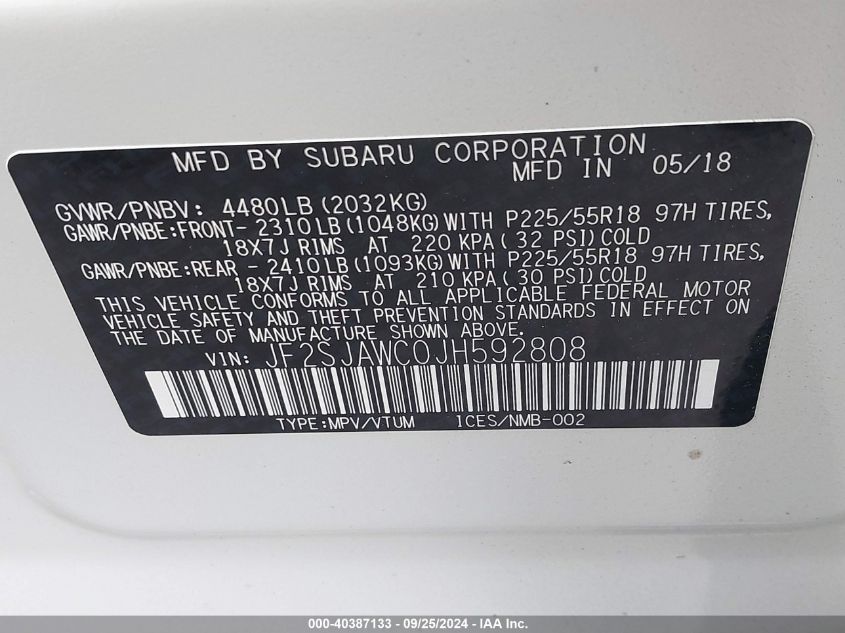 MFD BY SUBARU CORPORATION
MFD IN 05/18
GVWR/PNBV: 4480LB (2032KG)
GAWR/PNBE:FRONT- 2310LB (1048KG) WITH P225/55R18 97H TIRES,
18X7J RIMS AT 220 KPA ( 32 PSI) COLD
GAWR/PNBE:REAR - 2410LB (1093KG) WITH P225/55R18 97H TIRES,
18X7J RIMS AT 210 KPA ( 30 PSI) COLD
THIS VEHICLE CONFORMS TO ALL APPLICABLE FEDERAL MOTOR
VEHICLE SAFETY AND THEFT PREVENTION STANDARDS IN EFFECT ON
THE DATE OF MANUFACTURE SHOWN ABOVE.
VIN: JF2SJAWC0JH592808
TYPE:MPV/VTUM ICES/NMB-002
000-40387133 - 09/25/2024 - IAA Inc.